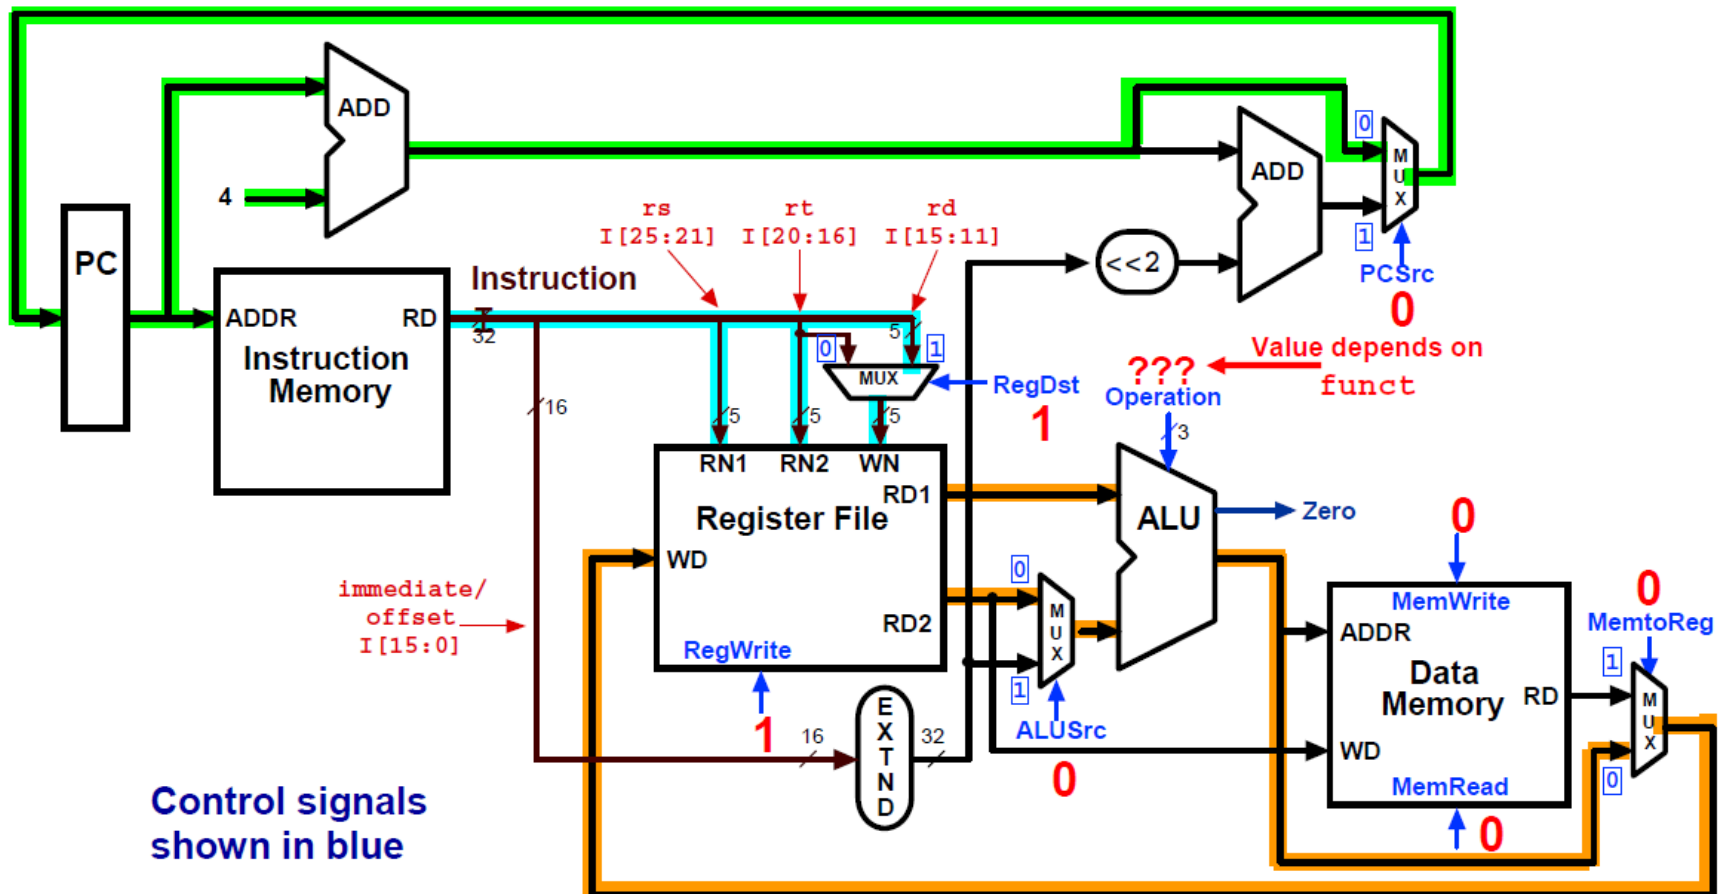 ADD
4
PC
rs
I[25:21]
rt
I[20:16]
rd
I[15:11]
Instruction
ADDR
RD
Instruction
Memory
32
16
0
5
1
MUX
RegDst
1
5
5
5
RN1
RN2
WN
RD1
Register File
WD
RD2
RegWrite
1
immediate/
offset
I[15:0]
16
EXTND
32
<<2
ADD
0
MUX
1
PCSrc
0
Value depends on
funct
???
Operation
3
ALU
Zero
0
MUX
1
ALUSrc
0
0
MemWrite
ADDR
Data
Memory
RD
WD
MemRead
0
0
MemtoReg
1
MUX
0
Control signals
shown in blue